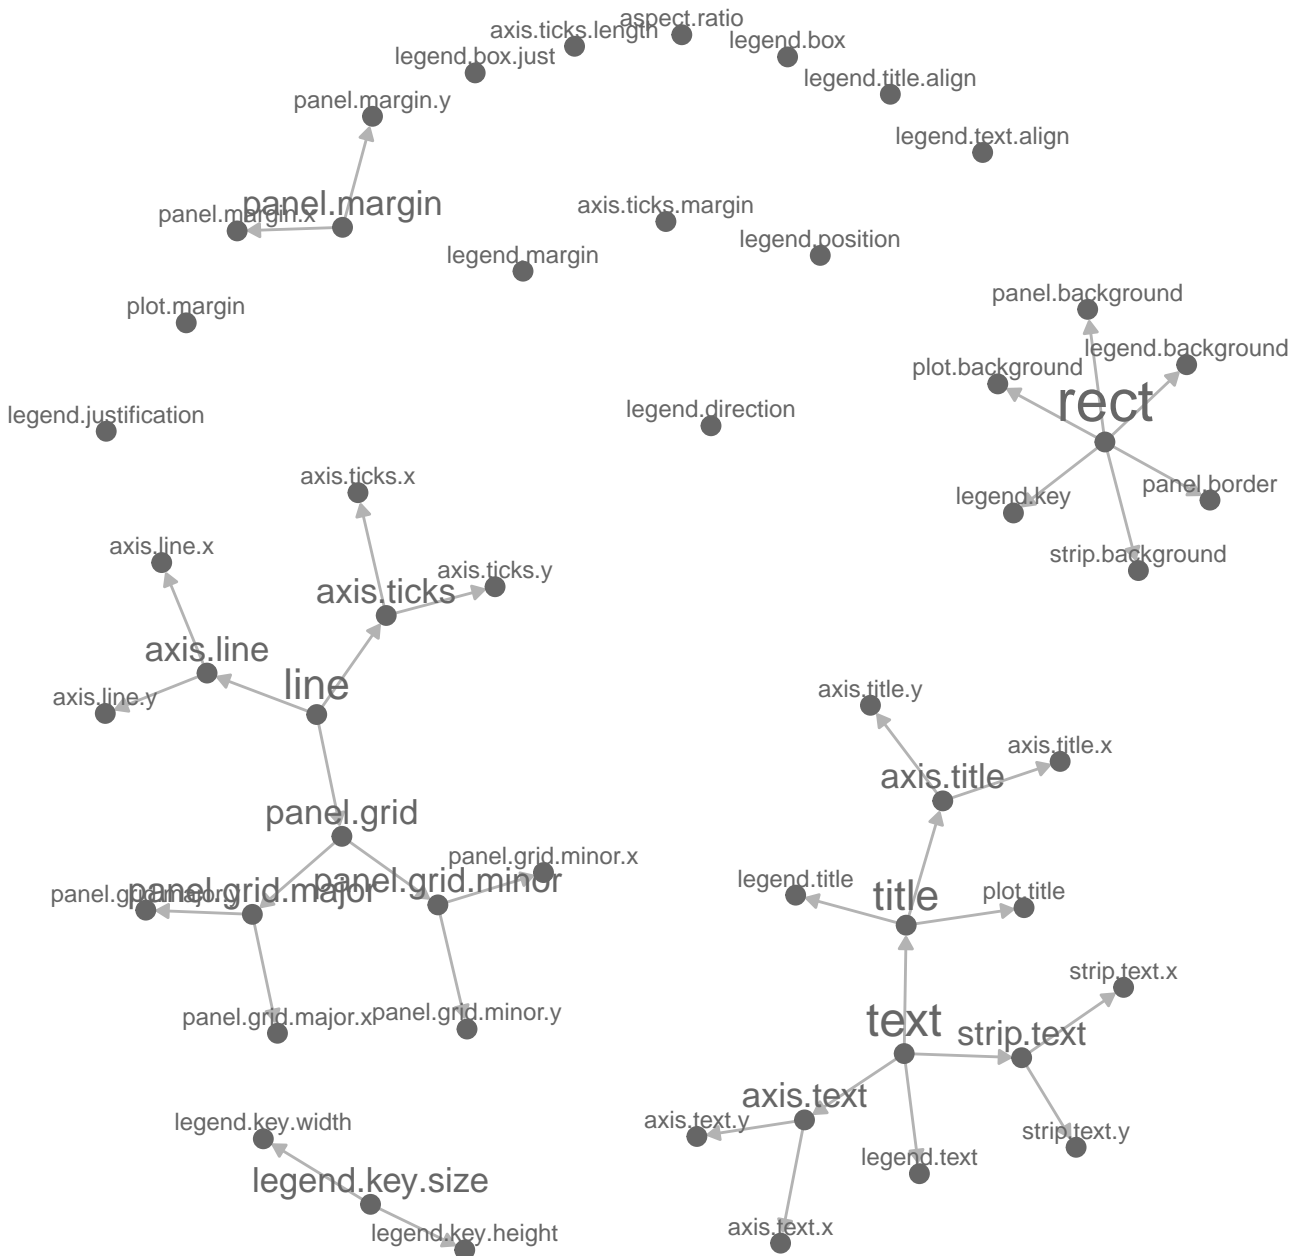 aspect.ratio
axis.ticks.length
legend.box
legend.box.just
legend.title.align
panel.margin.y
legend.text.align
panel.margin
axis.ticks.margin
panel.margin.x
legend.position
legend.margin
panel.background
plot.margin
legend.background
plot.background
rect
legend.direction
legend.justification
axis.ticks.x
panel.border
legend.key
axis.line.x
strip.background
axis.ticks.y
axis.ticks
axis.line
line
axis.title.y
axis.line.y
axis.title.x
axis.title
panel.grid
panel.grid.minor.x
panel.grid.minor
legend.title
panel.grid.major.y
panel.grid.major
title
plot.title
strip.text.x
panel.grid.major.x
panel.grid.minor.y
text
strip.text
axis.text
legend.key.width
axis.text.y
strip.text.y
legend.text
legend.key.size
legend.key.height
axis.text.x